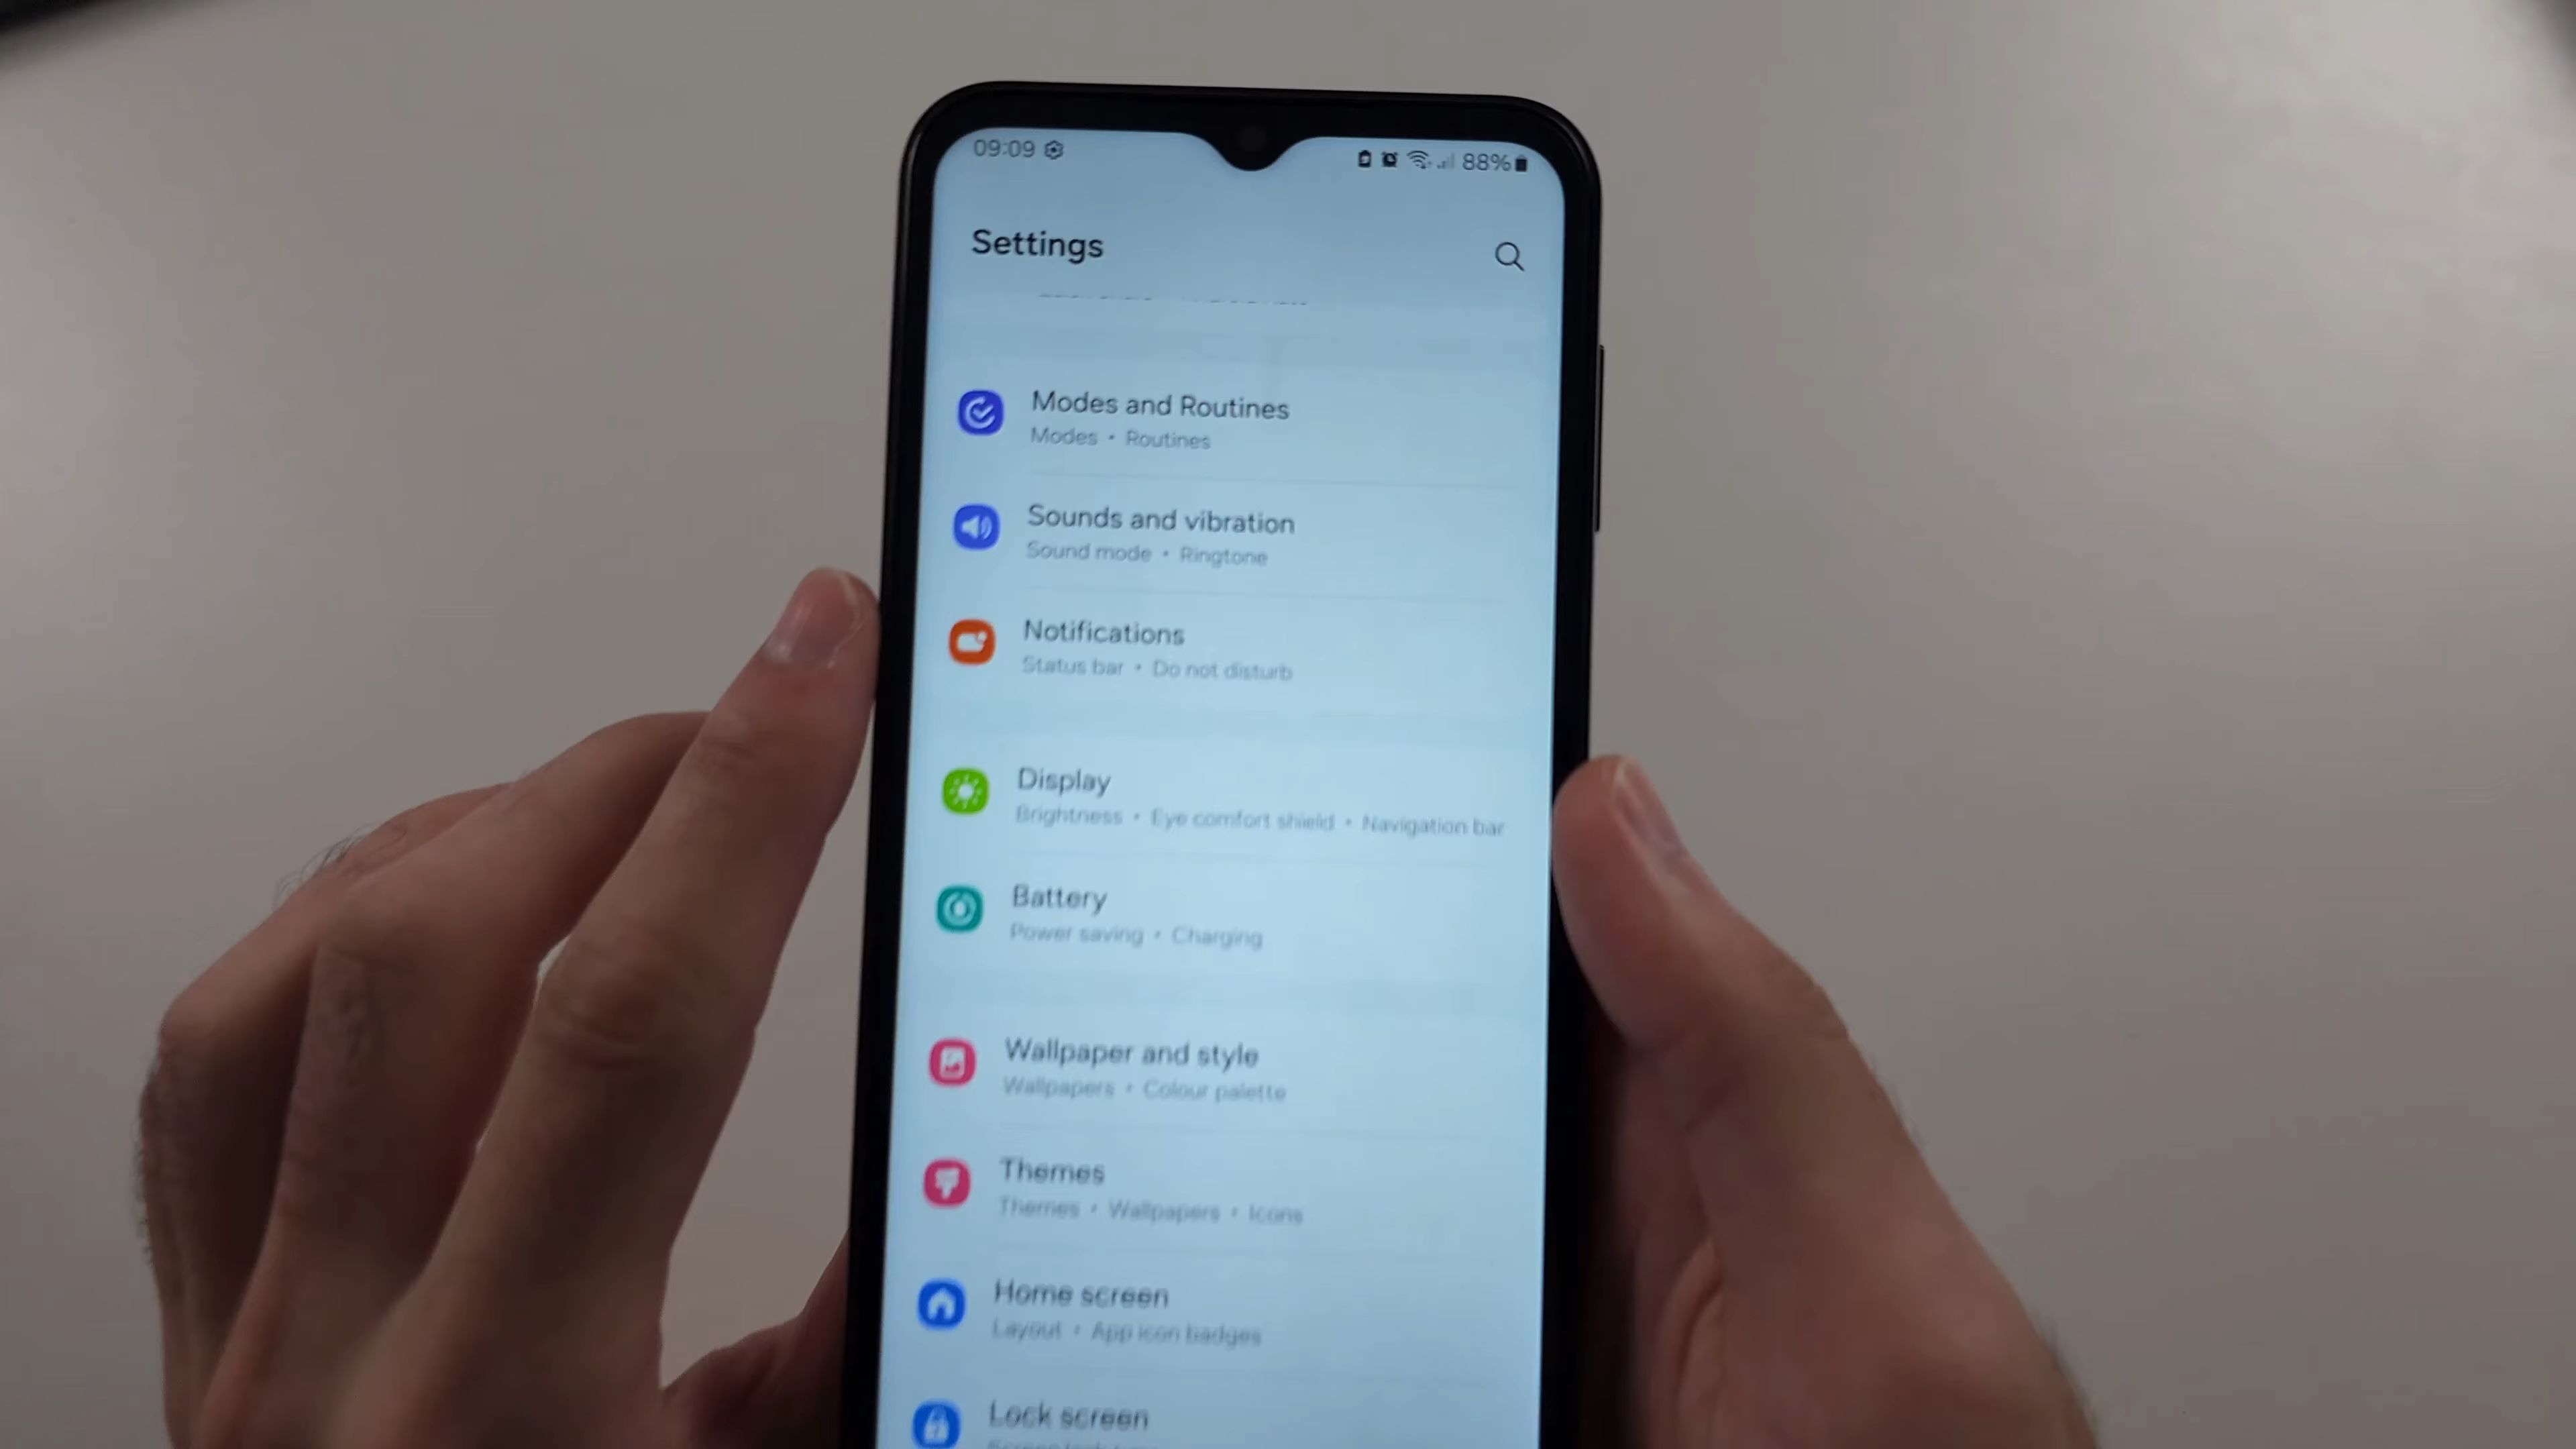 09:09
88%
Settings
Modes and Routines
Modes • Routines
Sounds and vibration
Sound mode • Ringtone
Notifications
Status bar • Do not disturb
Display
Brightness • Eye comfort shield • Navigation bar
Battery
Power saving • Charging
Wallpaper and style
Wallpapers • Colour palette
Themes
Themes • Wallpapers • Icons
Home screen
Layout • App icon badges
Lock screen